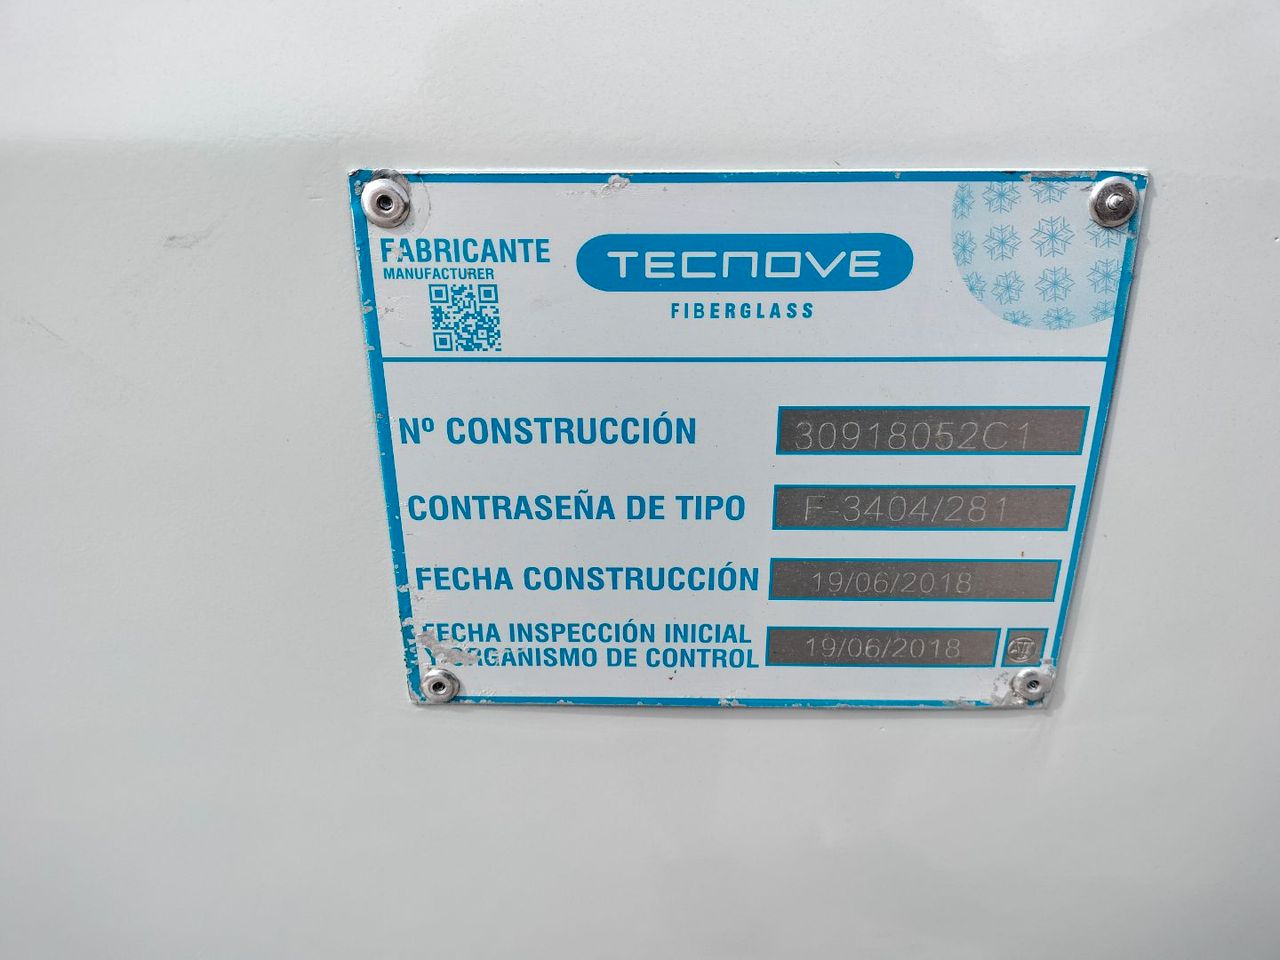 FABRICANTE
MANUFACTURER
TECNOVE
FIBERGLASS
Nº CONSTRUCCIÓN 30918052C1
CONTRASEÑA DE TIPO F-3404/281
FECHA CONSTRUCCIÓN 19/06/2018
FECHA INSPECCIÓN INICIAL
Y ORGANISMO DE CONTROL 19/06/2018